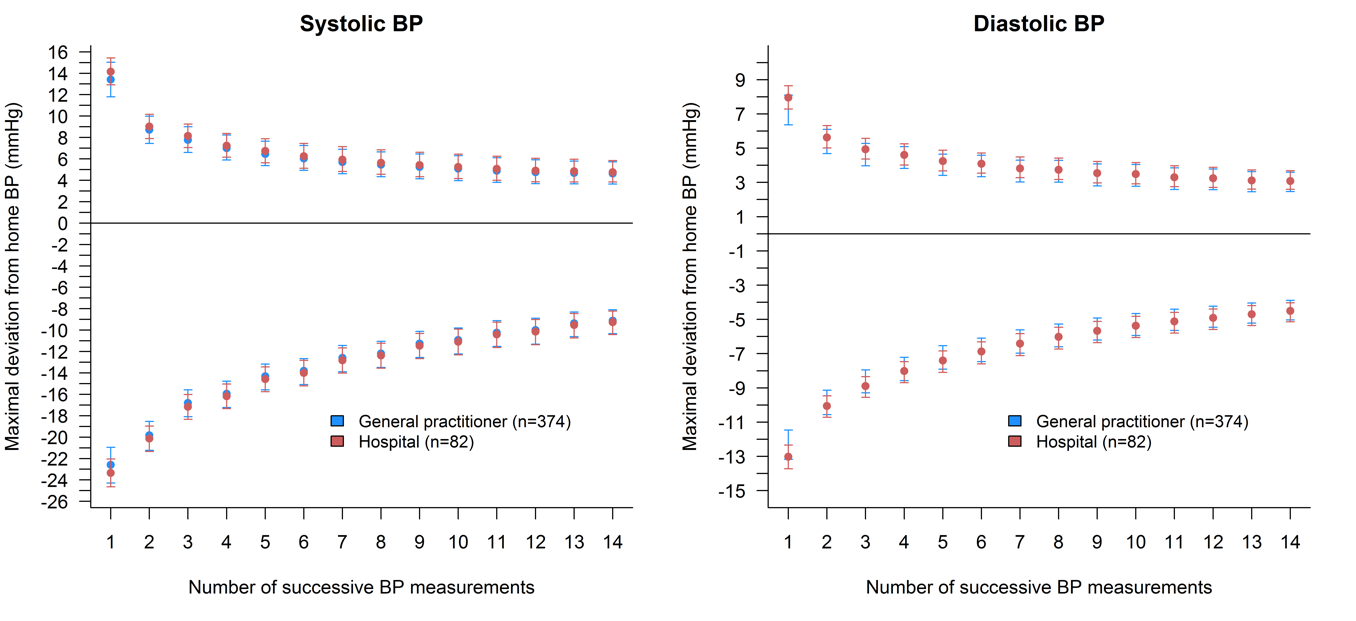 Systolic BP
Maximal deviation from home BP (mmHg)
16
14
12
10
8
6
4
2
0
-2
-4
-6
-8
-10
-12
-14
-16
-18
-20
-22
-24
-26
General practitioner (n=374)
Hospital (n=82)
1 2 3 4 5 6 7 8 9 10 11 12 13 14
Number of successive BP measurements
Diastolic BP
Maximal deviation from home BP (mmHg)
9
7
5
3
1
-1
-3
-5
-7
-9
-11
-13
-15
General practitioner (n=374)
Hospital (n=82)
1 2 3 4 5 6 7 8 9 10 11 12 13 14
Number of successive BP measurements